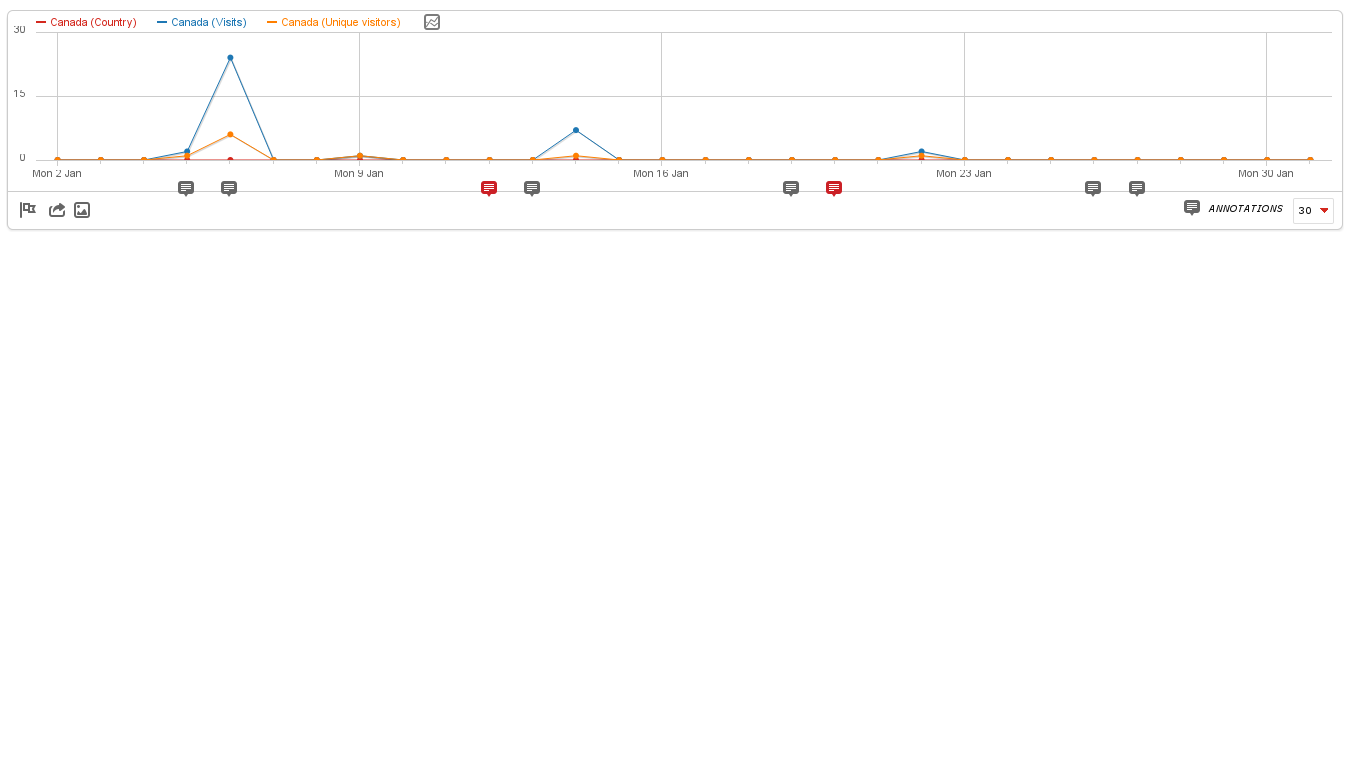 Canada (Country) Canada (Visits) Canada (Unique visitors)
30
15
0
Mon 2 Jan Mon 9 Jan Mon 16 Jan Mon 23 Jan Mon 30 Jan
ANNOTATIONS 30